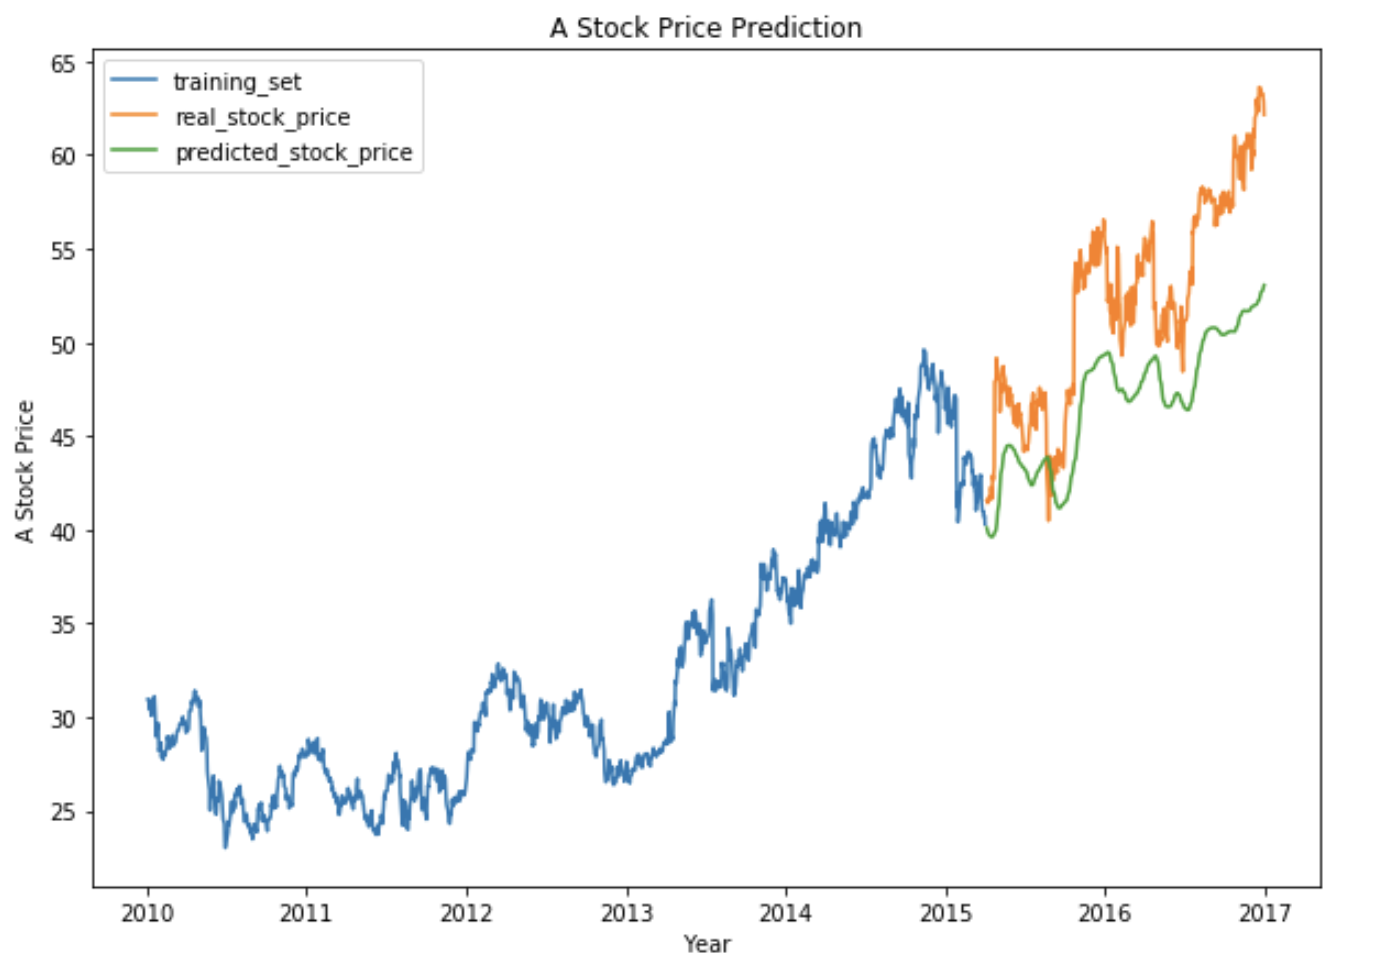 A Stock Price Prediction
training_set
real_stock_price
predicted_stock_price
65
60
55
50
45
40
35
30
25
A Stock Price
2010 2011 2012 2013 2014 2015 2016 2017
Year